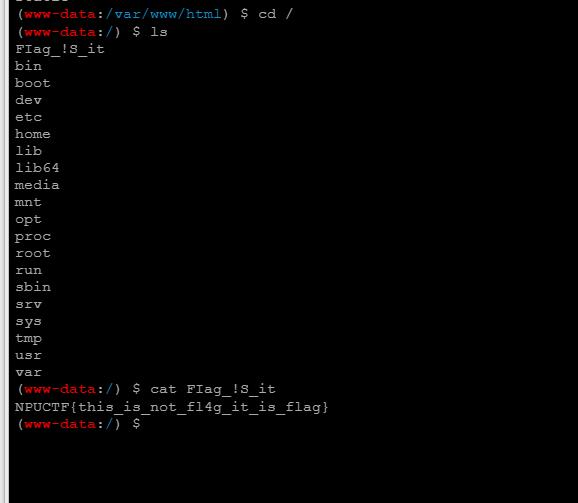 (www-data:/var/www/html) $ cd /
(www-data:/) $ ls
FIag_!S_it
bin
boot
dev
etc
home
lib
lib64
media
mnt
opt
proc
root
run
sbin
srv
sys
tmp
usr
var
(www-data:/) $ cat FIag_!S_it
NPUCTF{this_is_not_fl4g_it_is_flag}
(www-data:/) $